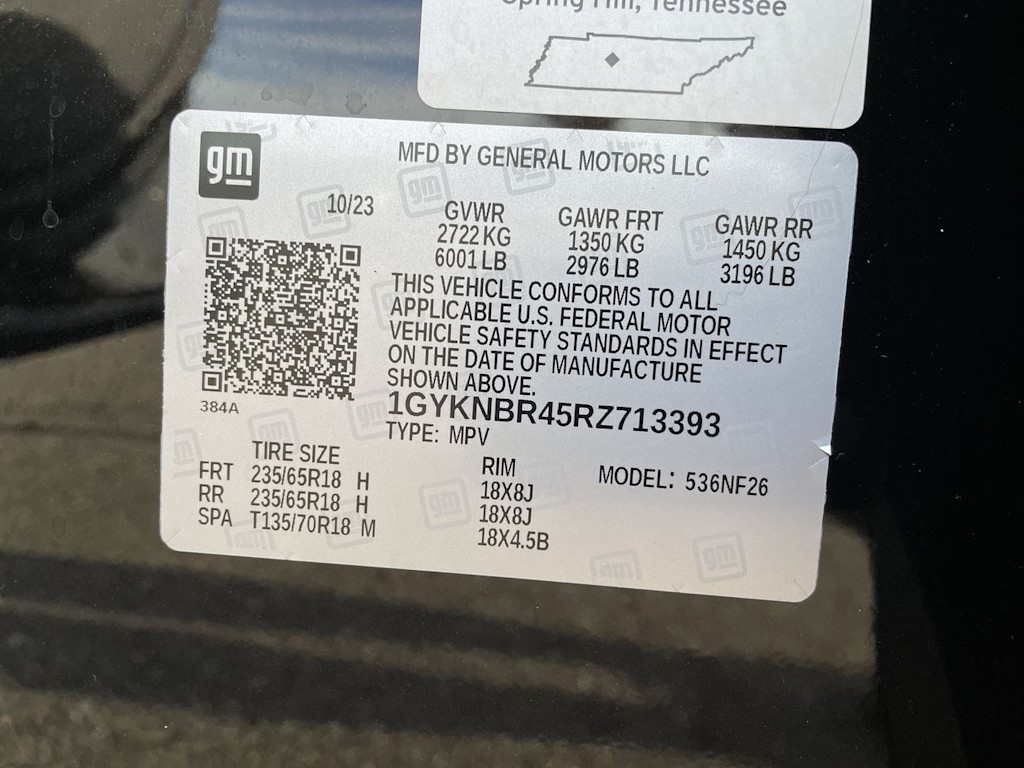 Spring Hill, Tennessee
gm
MFD BY GENERAL MOTORS LLC
10/23
GVWR GAWR FRT GAWR RR
2722 KG 1350 KG 1450 KG
6001 LB 2976 LB 3196 LB
THIS VEHICLE CONFORMS TO ALL
APPLICABLE U.S. FEDERAL MOTOR
VEHICLE SAFETY STANDARDS IN EFFECT
ON THE DATE OF MANUFACTURE
SHOWN ABOVE.
384A
1GYKNBR45RZ713393
TYPE: MPV
TIRE SIZE RIM MODEL: 536NF26
FRT 235/65R18 H 18X8J
RR 235/65R18 H 18X8J
SPA T135/70R18 M 18X4.5B